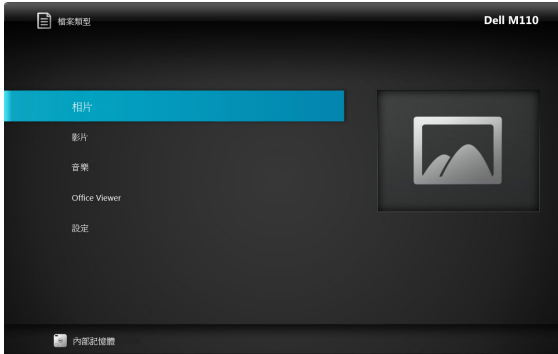 檔案類型
Dell M110
相片
影片
音樂
Office Viewer
設定
內部記憶體